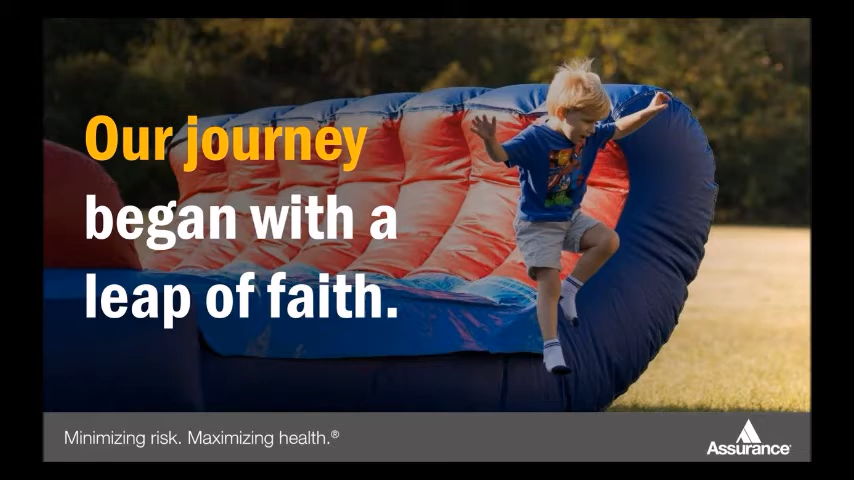 Our journey
began with a
leap of faith.
Minimizing risk. Maximizing health.®
Assurance